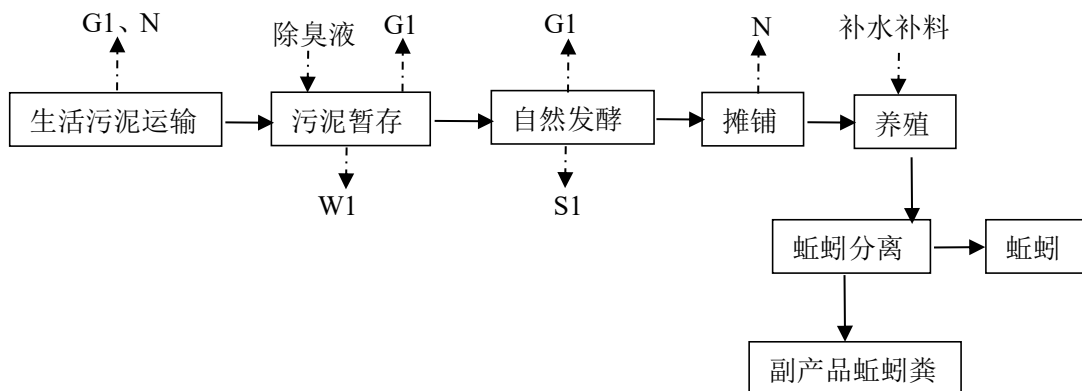 G1、N
除臭液
G1
G1
N
补水补料
生活污泥运输
污泥暂存
自然发酵
摊铺
养殖
W1
S1
蚯蚓分离
蚯蚓
副产品蚯蚓粪